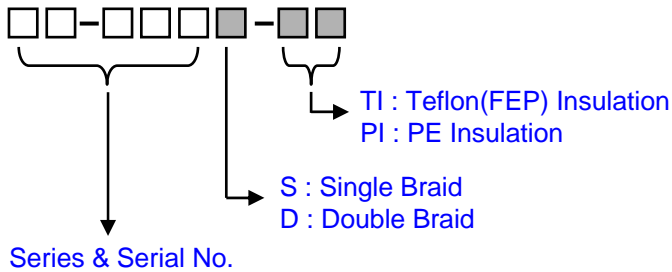 TI : Teflon(FEP) Insulation
PI : PE Insulation
S : Single Braid
D : Double Braid
Series & Serial No.